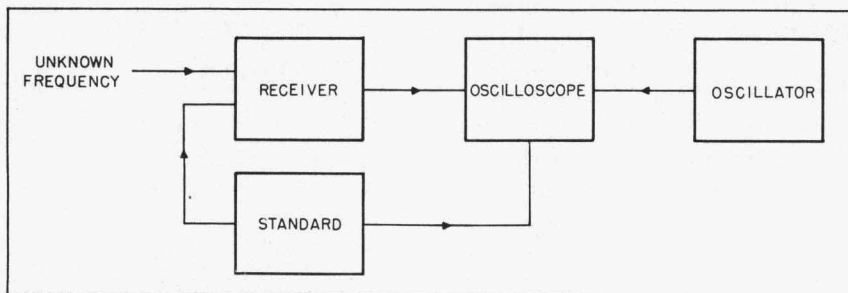 UNKNOWN
FREQUENCY
RECEIVER
OSCILLOSCOPE
OSCILLATOR
STANDARD